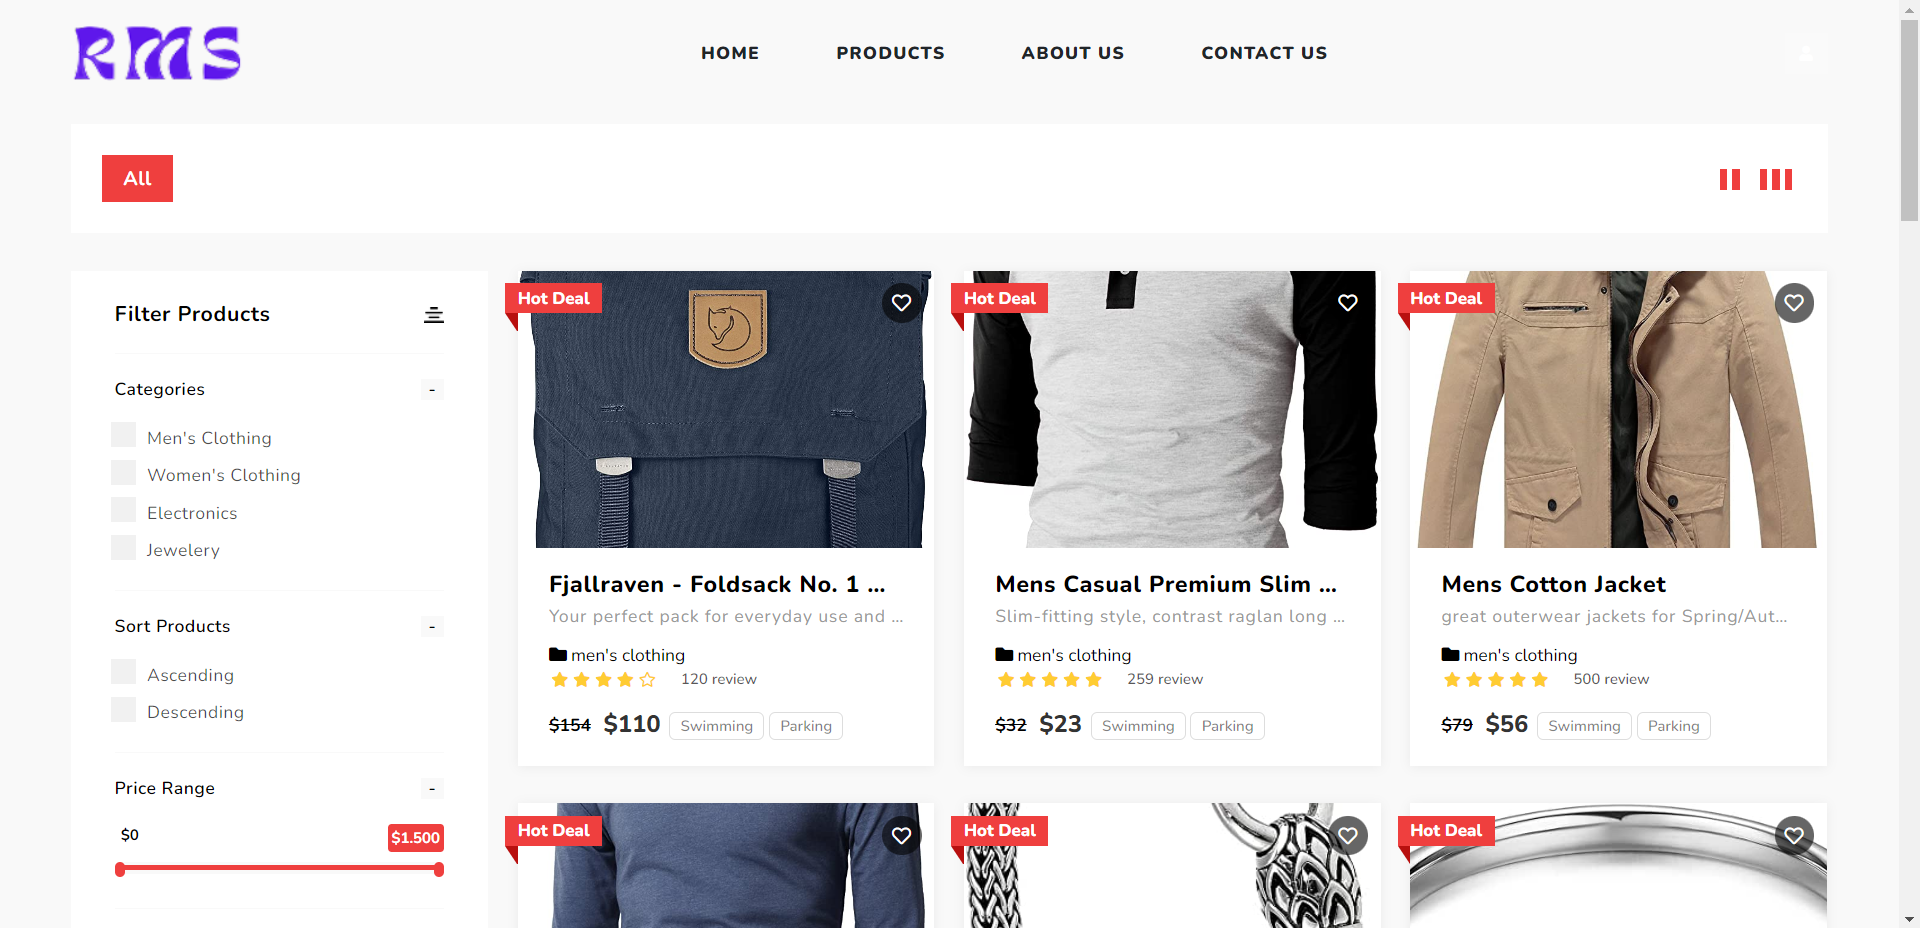 RMS
HOME
PRODUCTS
ABOUT US
CONTACT US
All
Filter Products
Categories
-
Men's Clothing
Women's Clothing
Electronics
Jewelery
Sort Products
-
Ascending
Descending
Price Range
-
$0
$1.500
Hot Deal
Fjallraven - Foldsack No. 1 ...
Your perfect pack for everyday use and ...
men's clothing
120 review
$154 $110 Swimming Parking
Hot Deal
Mens Casual Premium Slim ...
Slim-fitting style, contrast raglan long ...
men's clothing
259 review
$32 $23 Swimming Parking
Hot Deal
Mens Cotton Jacket
great outerwear jackets for Spring/Aut...
men's clothing
500 review
$79 $56 Swimming Parking
Hot Deal
Hot Deal
Hot Deal